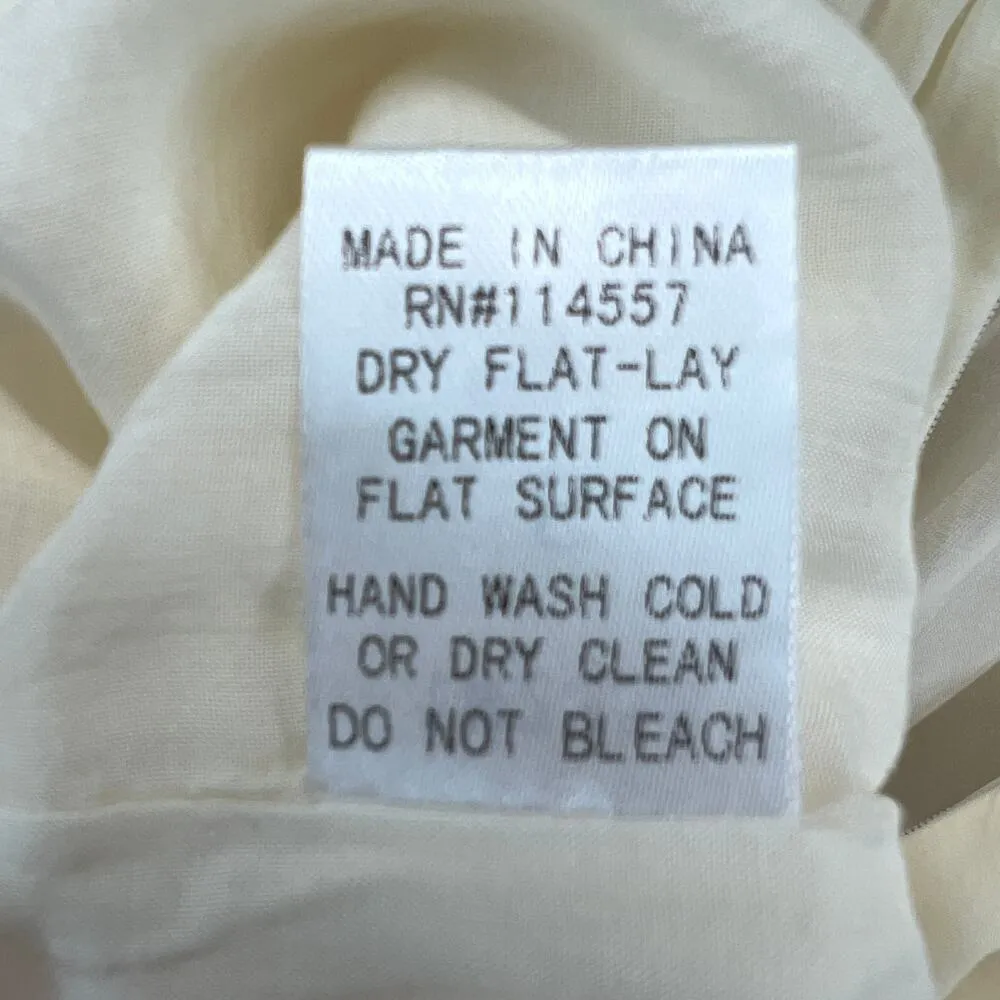 MADE IN CHINA
RN#114557
DRY FLAT-LAY
GARMENT ON
FLAT SURFACE
HAND WASH COLD
OR DRY CLEAN
DO NOT BLEACH